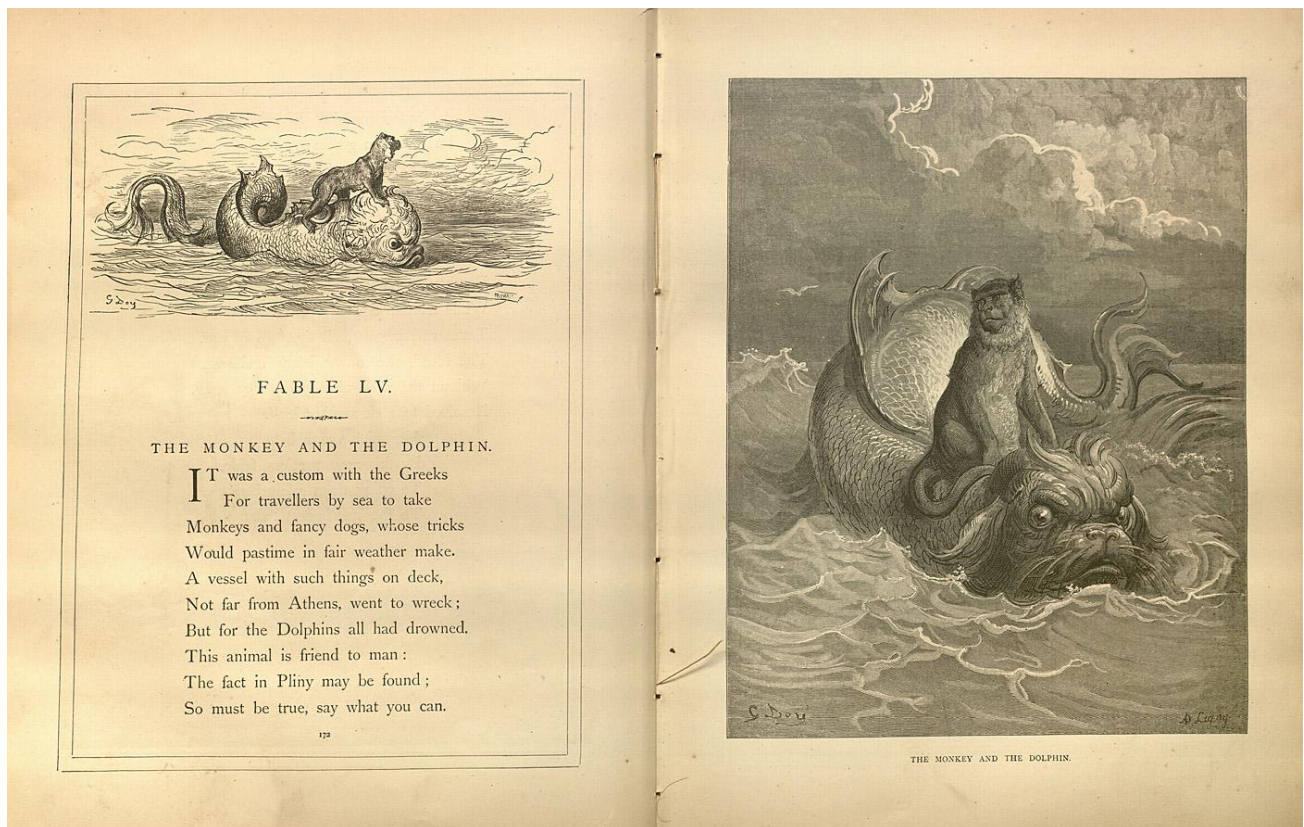 G Doré
FABLE LV.
THE MONKEY AND THE DOLPHIN.
IT was a custom with the Greeks
For travellers by sea to take
Monkeys and fancy dogs, whose tricks
Would pastime in fair weather make.
A vessel with such things on deck,
Not far from Athens, went to wreck;
But for the Dolphins all had drowned.
This animal is friend to man:
The fact in Pliny may be found;
So must be true, say what you can.
172
G. Doré
THE MONKEY AND THE DOLPHIN.